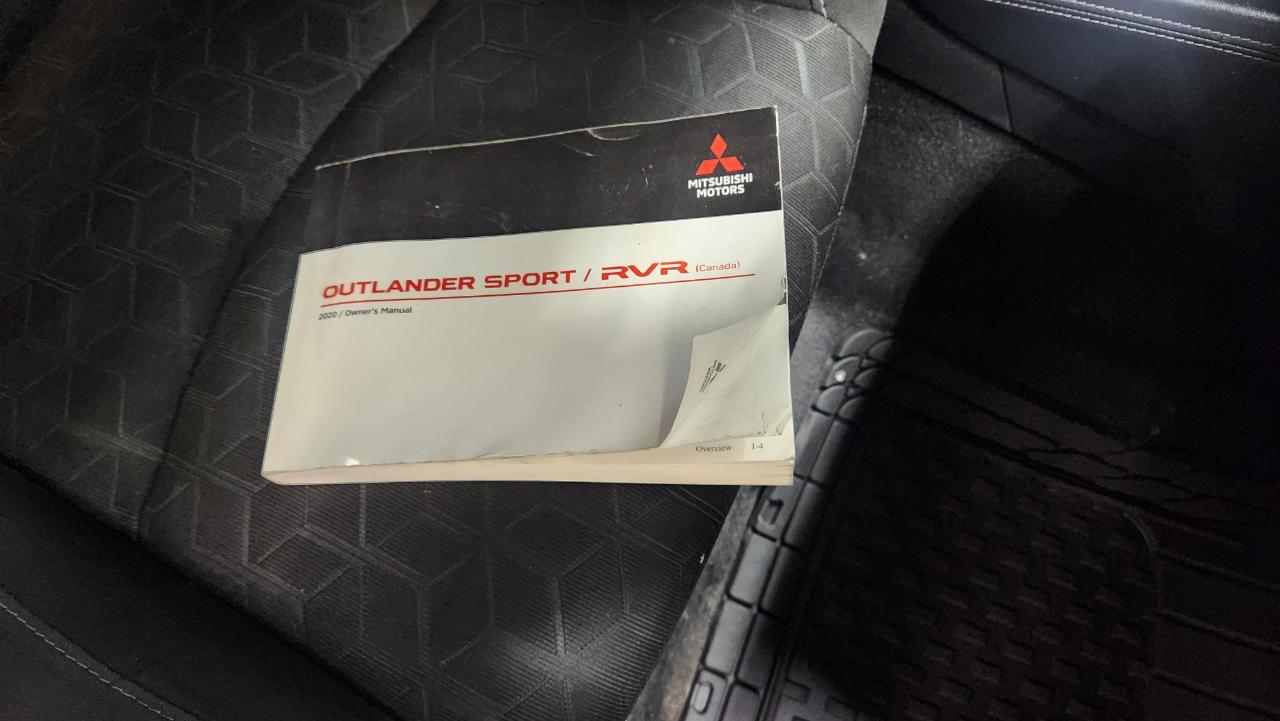 MITSUBISHI
MOTORS
OUTLANDER SPORT / RVR (Canada)
2020 / Owner's Manual
Overview 1-4